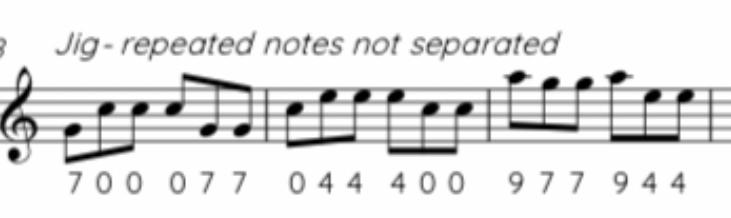 Jig - repeated notes not separated
7 0 0 0 7 7 0 4 4 4 0 0 9 7 7 9 4 4